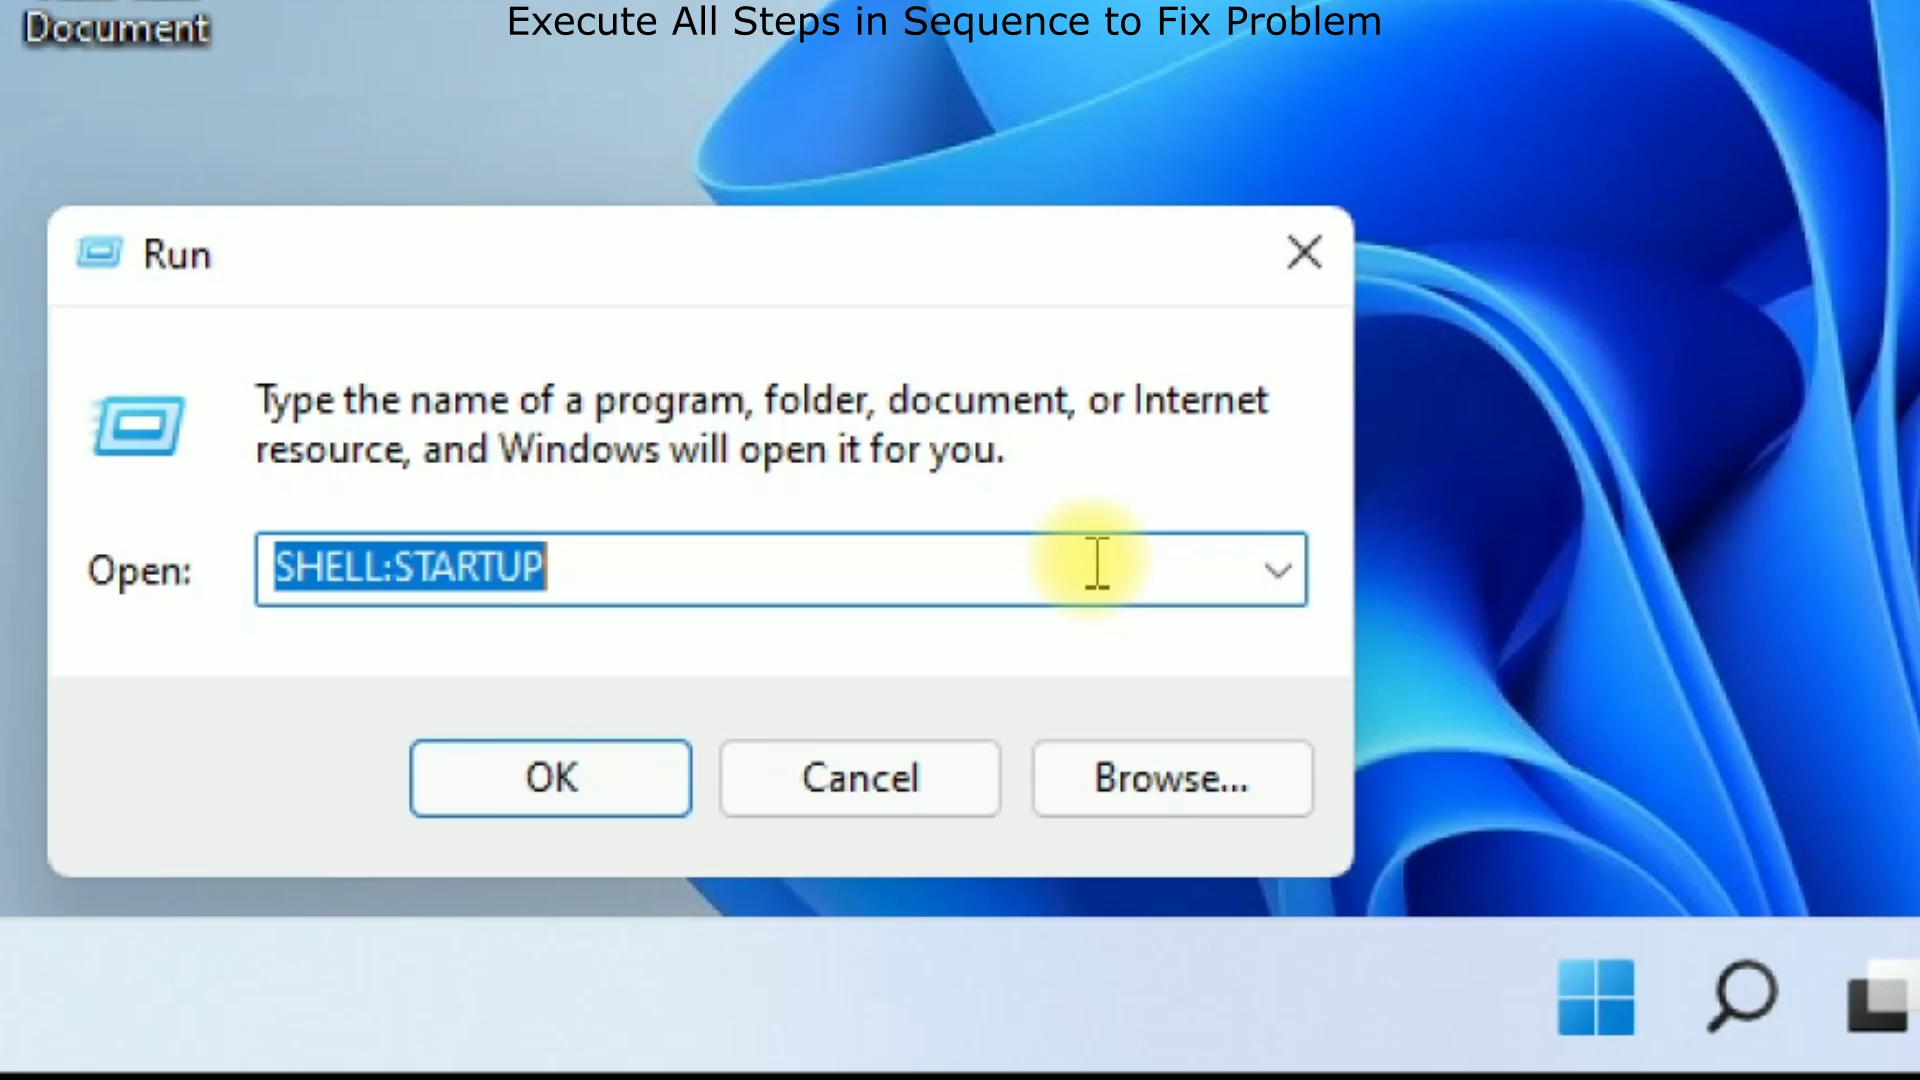 Document
Execute All Steps in Sequence to Fix Problem
Run
Type the name of a program, folder, document, or Internet
resource, and Windows will open it for you.
Open:
SHELL:STARTUP
OK
Cancel
Browse...